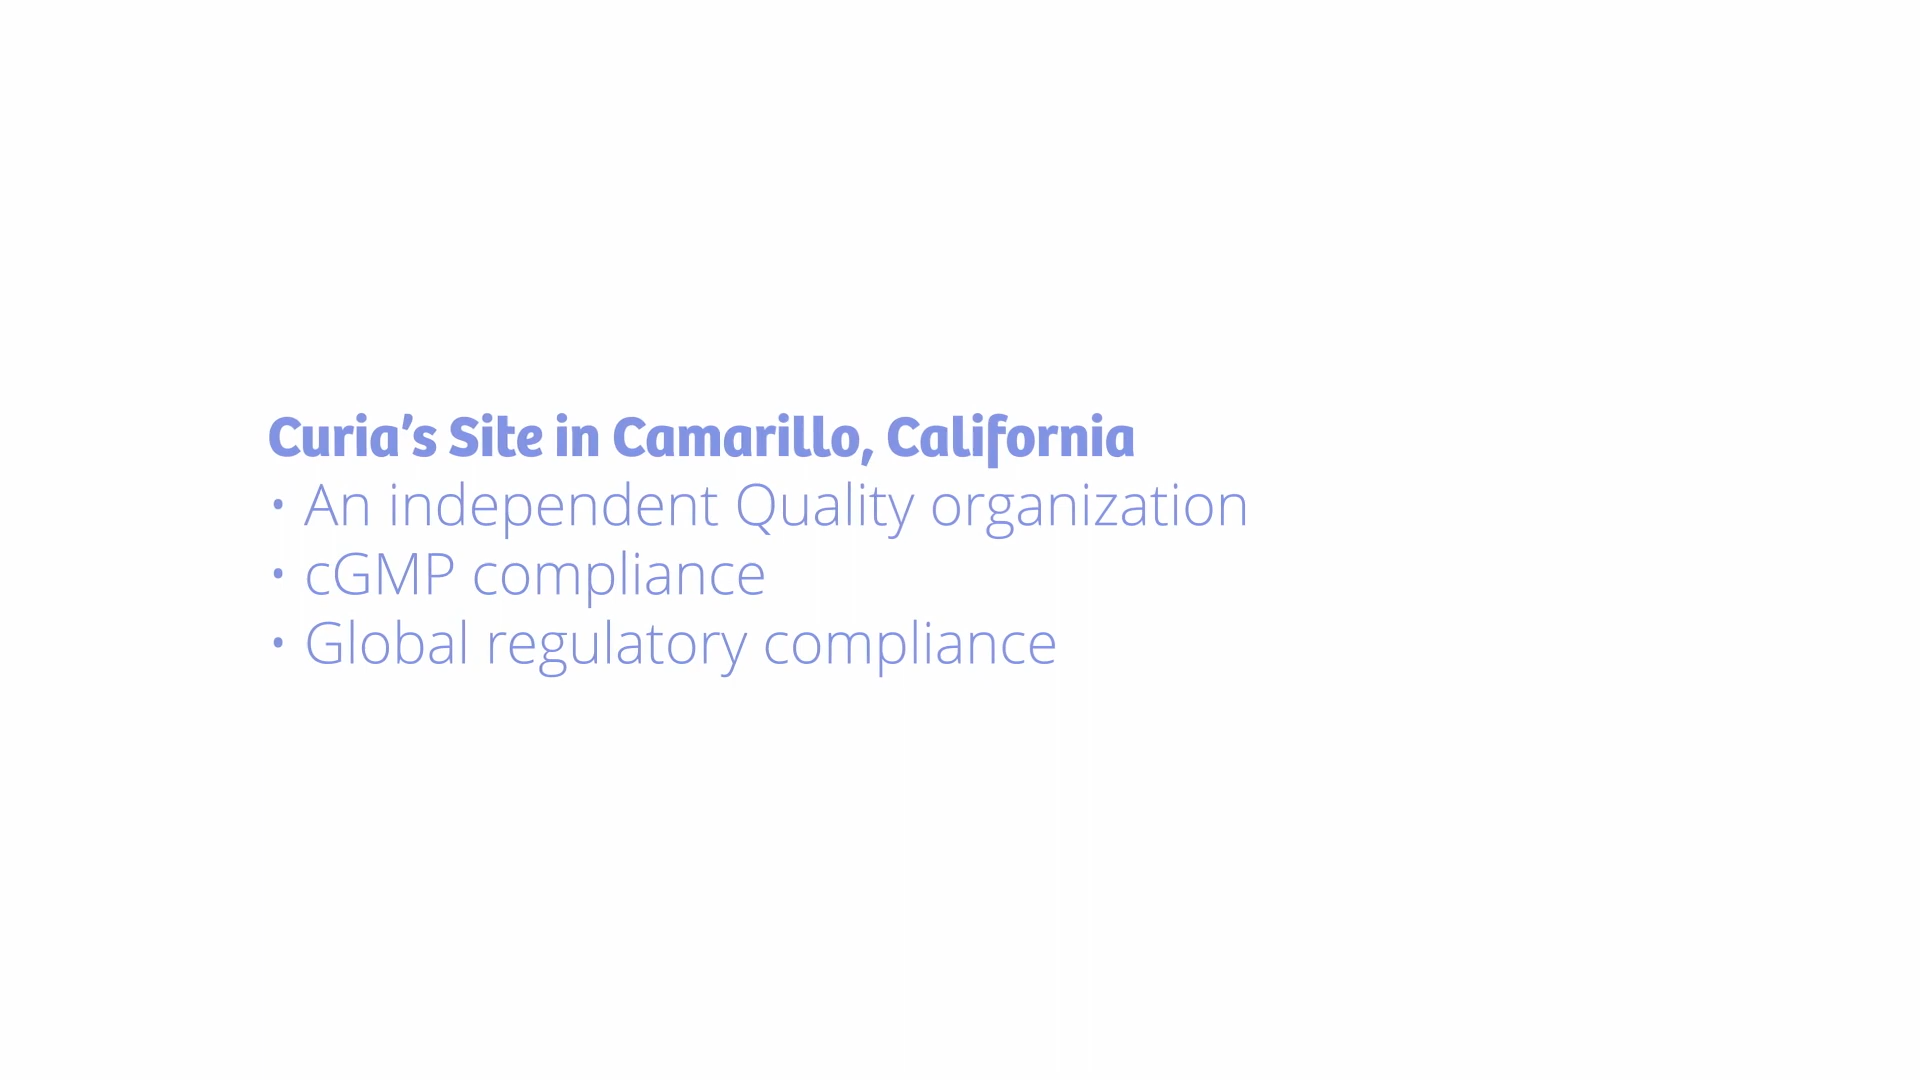 Curia’s Site in Camarillo, California
• An independent Quality organization
• cGMP compliance
• Global regulatory compliance